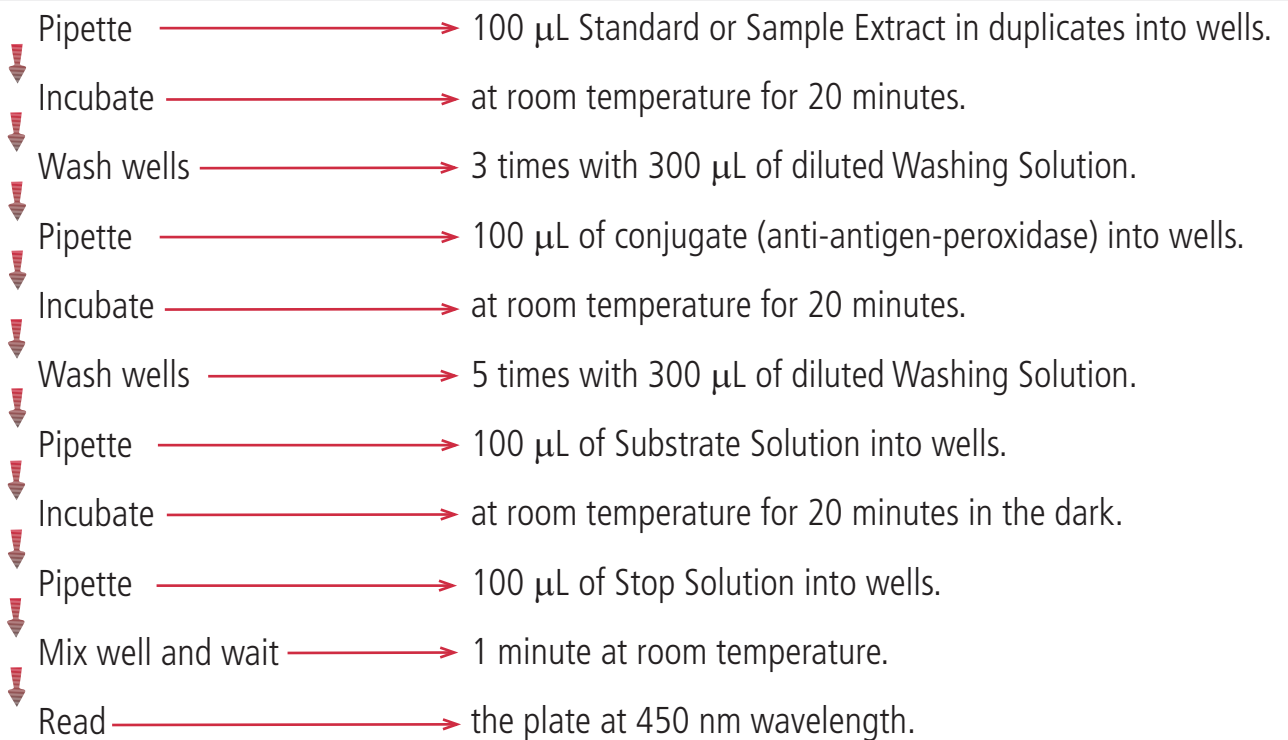 Pipette 100 μL Standard or Sample Extract in duplicates into wells.
Incubate at room temperature for 20 minutes.
Wash wells 3 times with 300 μL of diluted Washing Solution.
Pipette 100 μL of conjugate (anti-antigen-peroxidase) into wells.
Incubate at room temperature for 20 minutes.
Wash wells 5 times with 300 μL of diluted Washing Solution.
Pipette 100 μL of Substrate Solution into wells.
Incubate at room temperature for 20 minutes in the dark.
Pipette 100 μL of Stop Solution into wells.
Mix well and wait 1 minute at room temperature.
Read the plate at 450 nm wavelength.